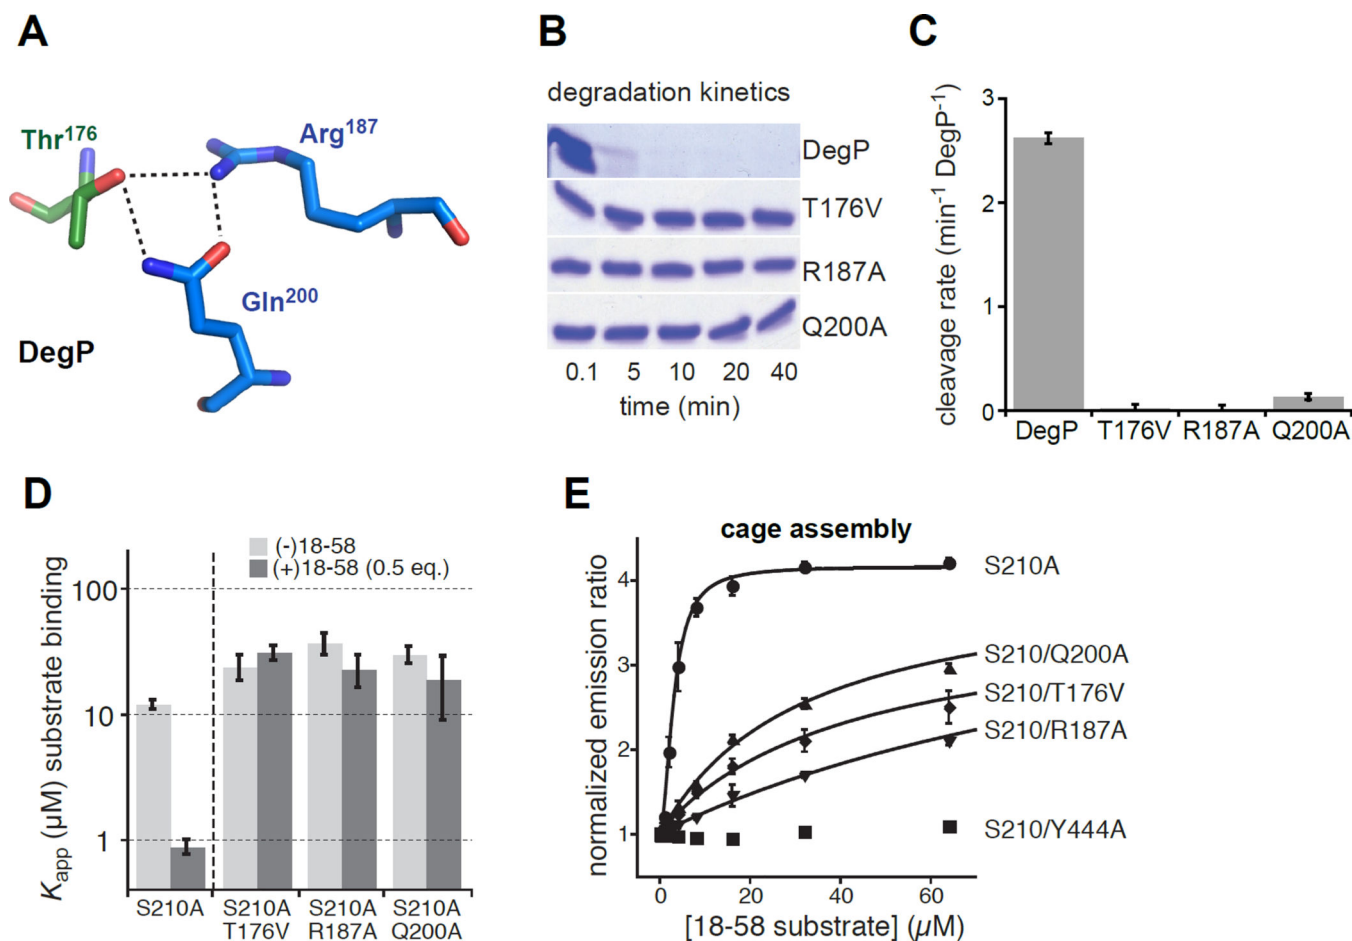 A
Thr176
Arg187
Gln200
DegP
B
degradation kinetics
DegP
T176V
R187A
Q200A
0.1 5 10 20 40
time (min)
C
cleavage rate (min-1 DegP-1)
3
2
1
0
DegP T176V R187A Q200A
D
(-)18-58
(+)18-58 (0.5 eq.)
Kapp (µM) substrate binding
100
10
1
S210A
S210A T176V
S210A R187A
S210A Q200A
E
cage assembly
normalized emission ratio
4
3
2
1
S210A
S210/Q200A
S210/T176V
S210/R187A
S210/Y444A
0 20 40 60
[18-58 substrate] (µM)